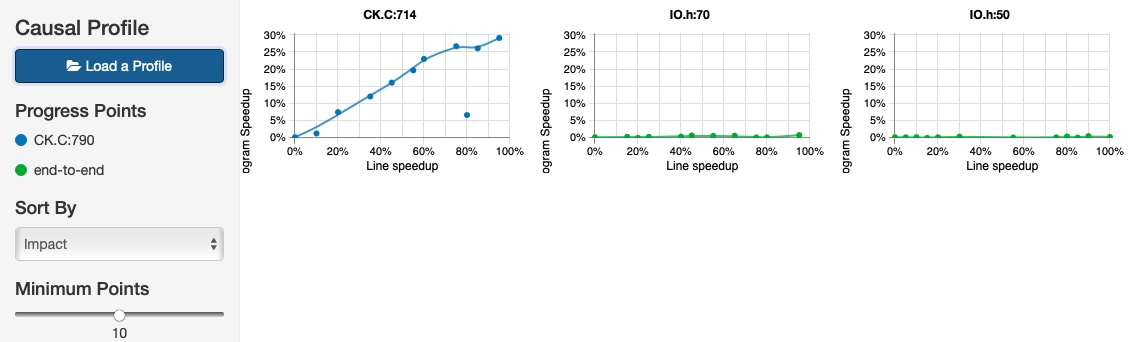 Causal Profile
Load a Profile
Progress Points
CK.C:790
end-to-end
Sort By
Impact
Minimum Points
10
CK.C:714
30%
25%
20%
15%
10%
5%
0%
ogram Speedup
0% 20% 40% 60% 80% 100%
Line speedup
IO.h:70
30%
25%
20%
15%
10%
5%
0%
ogram Speedup
0% 20% 40% 60% 80% 100%
Line speedup
IO.h:50
30%
25%
20%
15%
10%
5%
0%
ogram Speedup
0% 20% 40% 60% 80% 100%
Line speedup